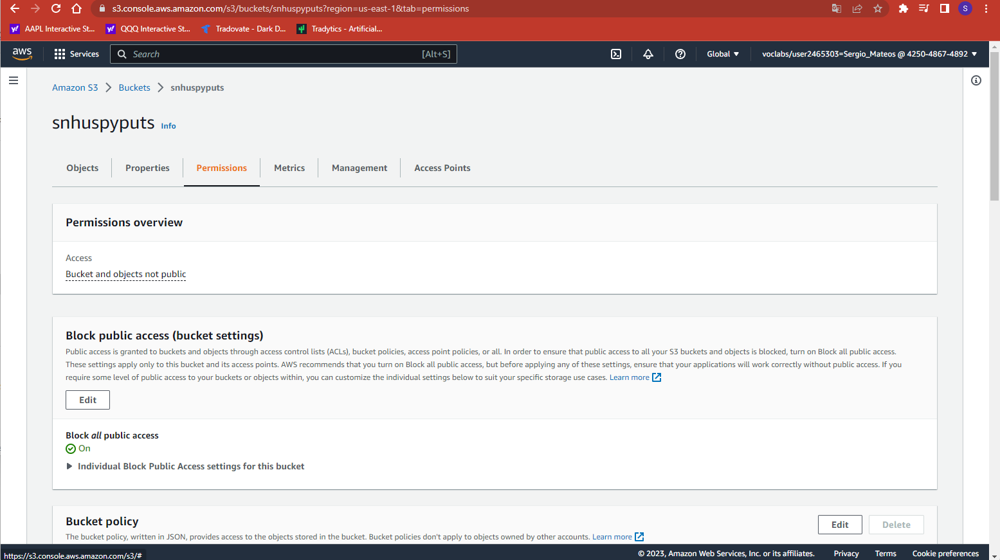 s3.console.aws.amazon.com/s3/buckets/snhuspyputs?region=us-east-1&tab=permissions
S
AAPL Interactive St... QQQ Interactive St... Tradovate - Dark D... Tradytics - Artificial...
aws Services Search [Alt+S] Global voclabs/user2465303=Sergio_Mateos @ 4250-4867-4892
Amazon S3 Buckets snhuspyputs
snhuspyputs Info
Objects Properties Permissions Metrics Management Access Points
Permissions overview
Access
Bucket and objects not public
Block public access (bucket settings)
Public access is granted to buckets and objects through access control lists (ACLs), bucket policies, access point policies, or all. In order to ensure that public access to all your S3 buckets and objects is blocked, turn on Block all public access.
These settings apply only to this bucket and its access points. AWS recommends that you turn on Block all public access, but before applying any of these settings, ensure that your applications will work correctly without public access. If you
require some level of public access to your buckets or objects within, you can customize the individual settings below to suit your specific storage use cases. Learn more
Edit
Block all public access
On
Individual Block Public Access settings for this bucket
Bucket policy
Edit Delete
The bucket policy, written in JSON, provides access to the objects stored in the bucket. Bucket policies don't apply to objects owned by other accounts. Learn more
https://s3.console.aws.amazon.com/s3/# © 2023, Amazon Web Services, Inc. or its affiliates. Privacy Terms Cookie preferences